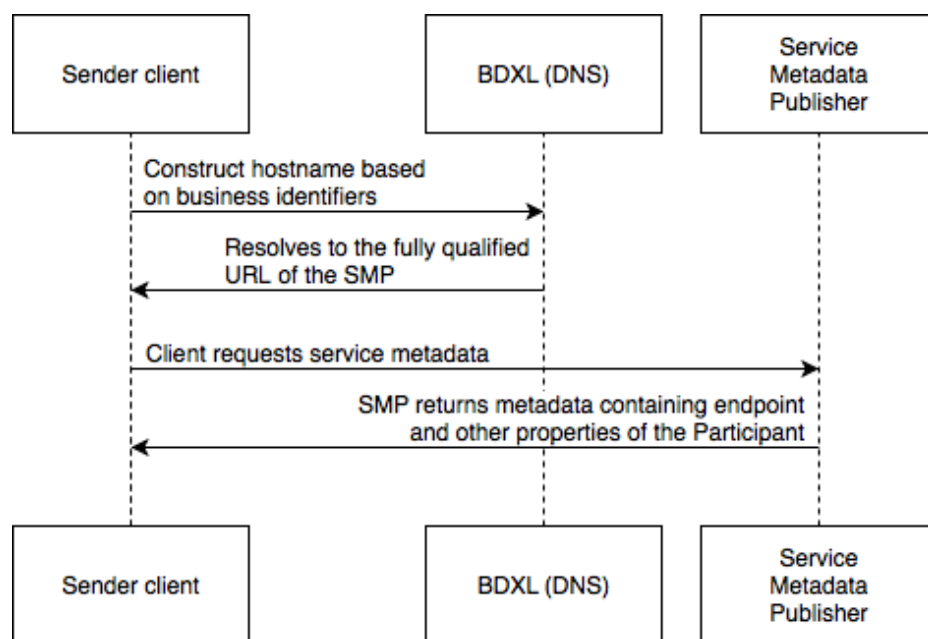 Sender client
BDXL (DNS)
Service
Metadata
Publisher
Construct hostname based
on business identifiers
Resolves to the fully qualified
URL of the SMP
Client requests service metadata
SMP returns metadata containing endpoint
and other properties of the Participant
Sender client
BDXL (DNS)
Service
Metadata
Publisher